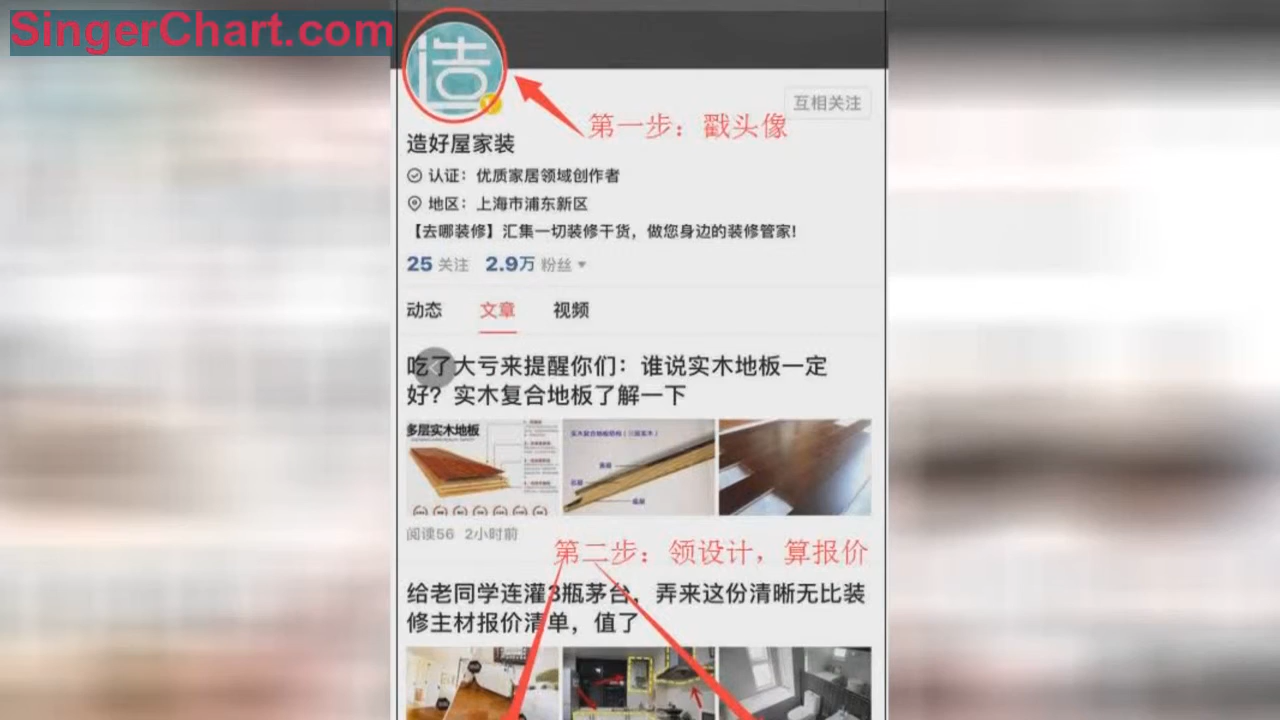 SingerChart.com
造
第一步：戳头像
互相关注
造好屋家装
认证：优质家居领域创作者
地区：上海市浦东新区
【去哪装修】汇集一切装修干货，做您身边的装修管家!
25 关注 2.9万 粉丝
动态 文章 视频
吃了大亏来提醒你们：谁说实木地板一定
好？实木复合地板了解一下
多层实木地板
阅读56 2小时前
第二步：领设计，算报价
给老同学连灌3瓶茅台，弄来这份清晰无比装
修主材报价清单，值了